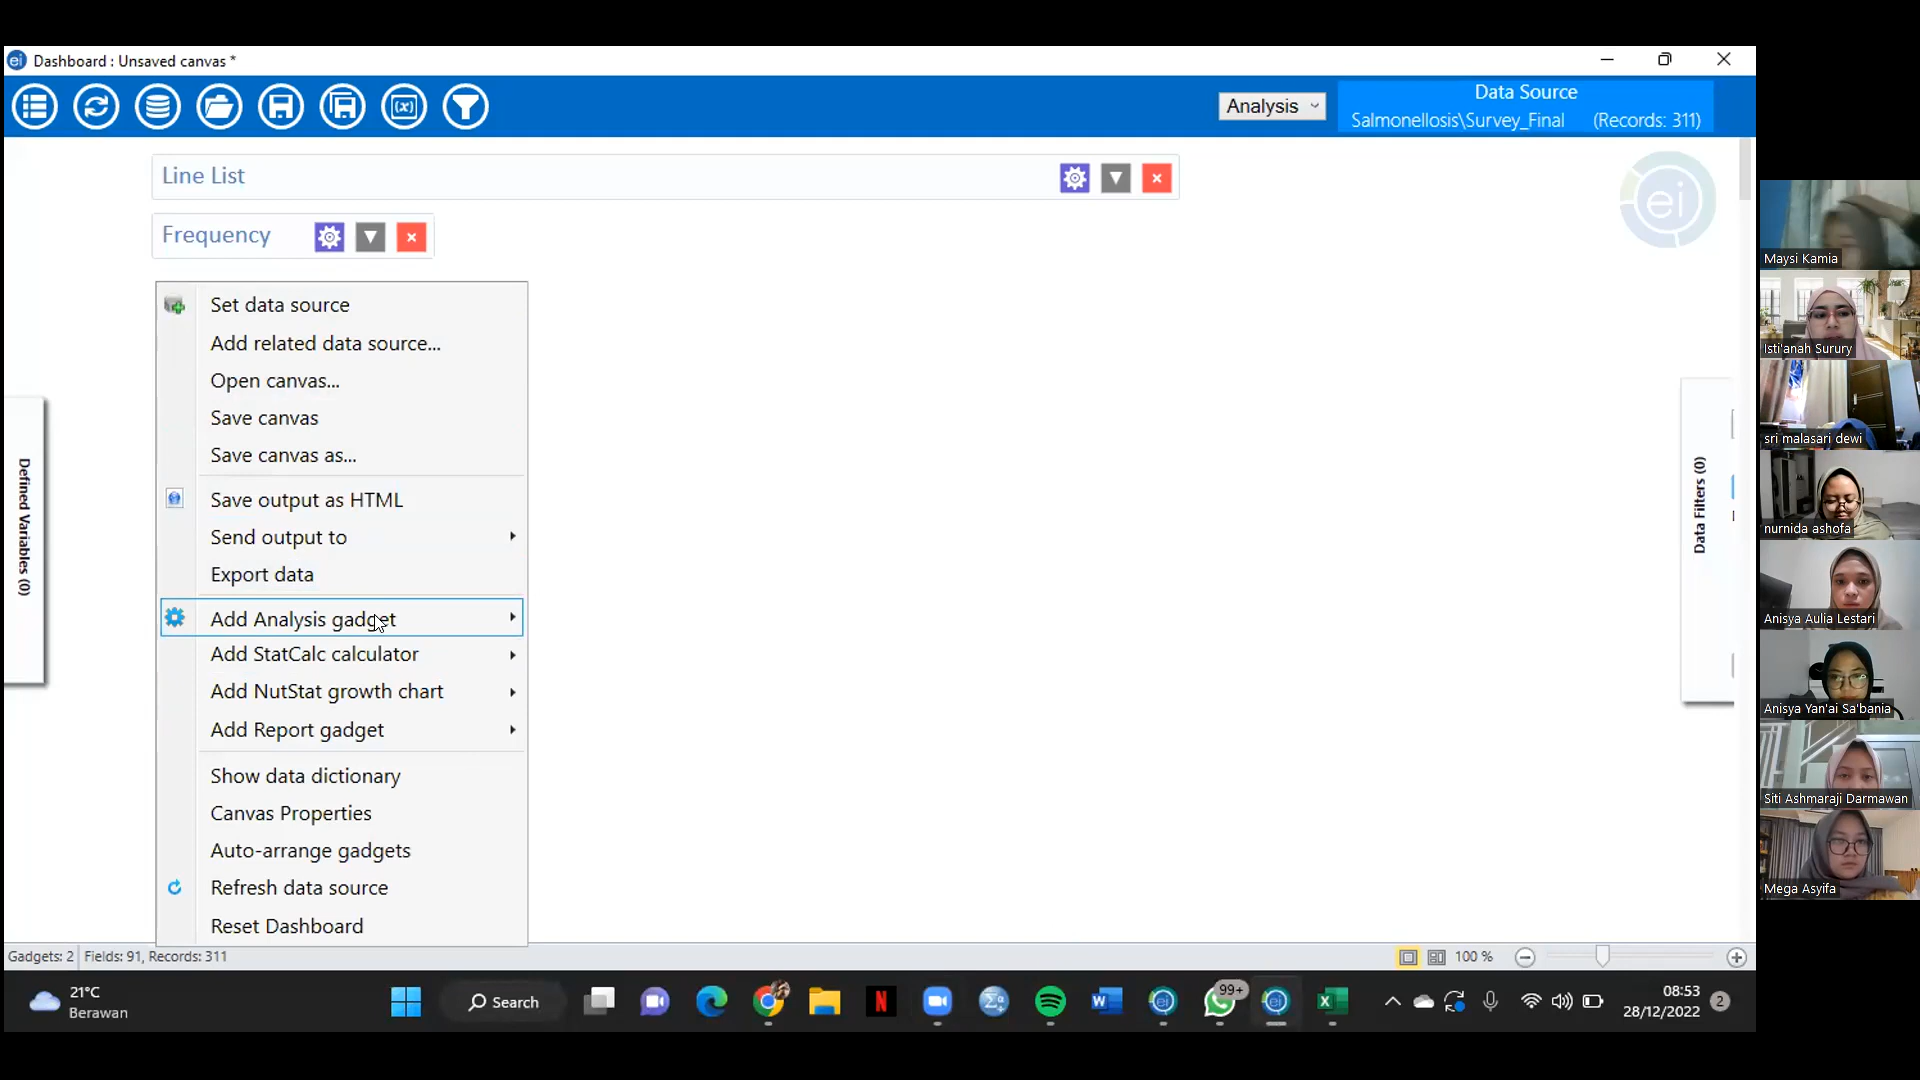 Dashboard : Unsaved canvas *
Analysis
Data Source
Salmonellosis\Survey_Final (Records: 311)
Line List
Frequency
Set data source
Add related data source...
Open canvas...
Save canvas
Save canvas as...
Save output as HTML
Send output to
Export data
Add Analysis gadget
Add StatCalc calculator
Add NutStat growth chart
Add Report gadget
Show data dictionary
Canvas Properties
Auto-arrange gadgets
Refresh data source
Reset Dashboard
Defined Variables (0)
Data Filters (0)
Maysi Kamia
Isti'anah Surury
sri malasari dewi
nurnida ashofa
Anisya Aulia Lestari
Anisya Yan'ai Sa'bania
Siti Ashmaraji Darmawan
Mega Asyifa
Gadgets: 2 Fields: 91, Records: 311
100 %
21°C
Berawan
Search
99+
08:53
28/12/2022
2